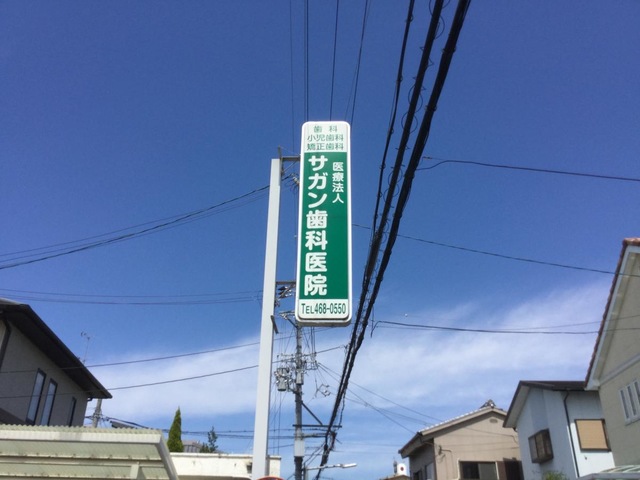 歯科
小児歯科
矯正歯科
医療法人
サガン歯科医院
TEL468-0550